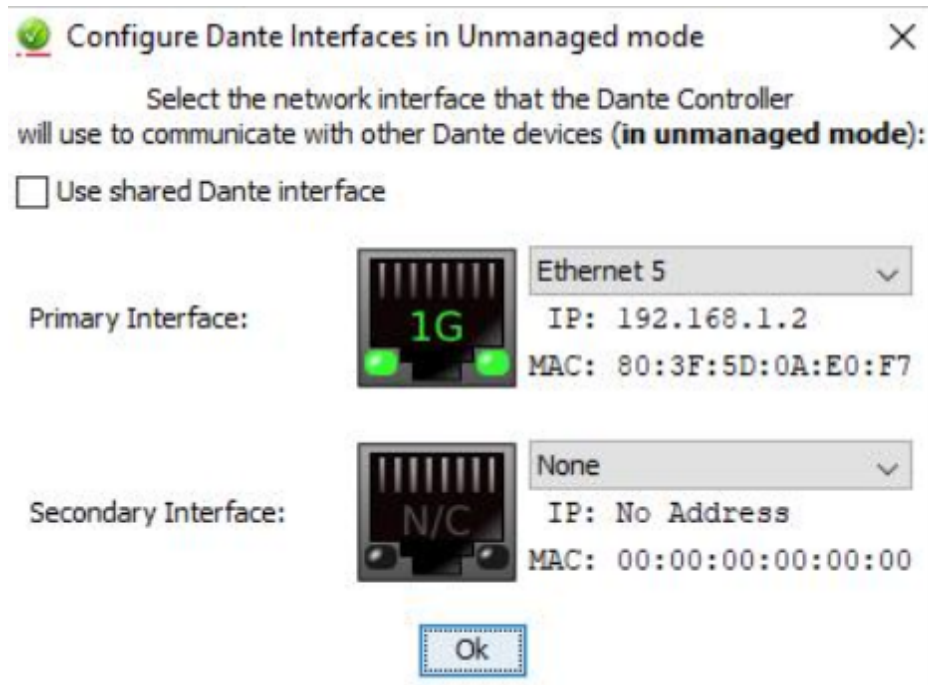 Configure Dante Interfaces in Unmanaged mode
Select the network interface that the Dante Controller
will use to communicate with other Dante devices (in unmanaged mode):
Use shared Dante interface
Ethernet 5
Primary Interface:
1G
IP: 192.168.1.2
MAC: 80:3F:5D:0A:E0:F7
None
Secondary Interface:
N/C
IP: No Address
MAC: 00:00:00:00:00:00
Ok